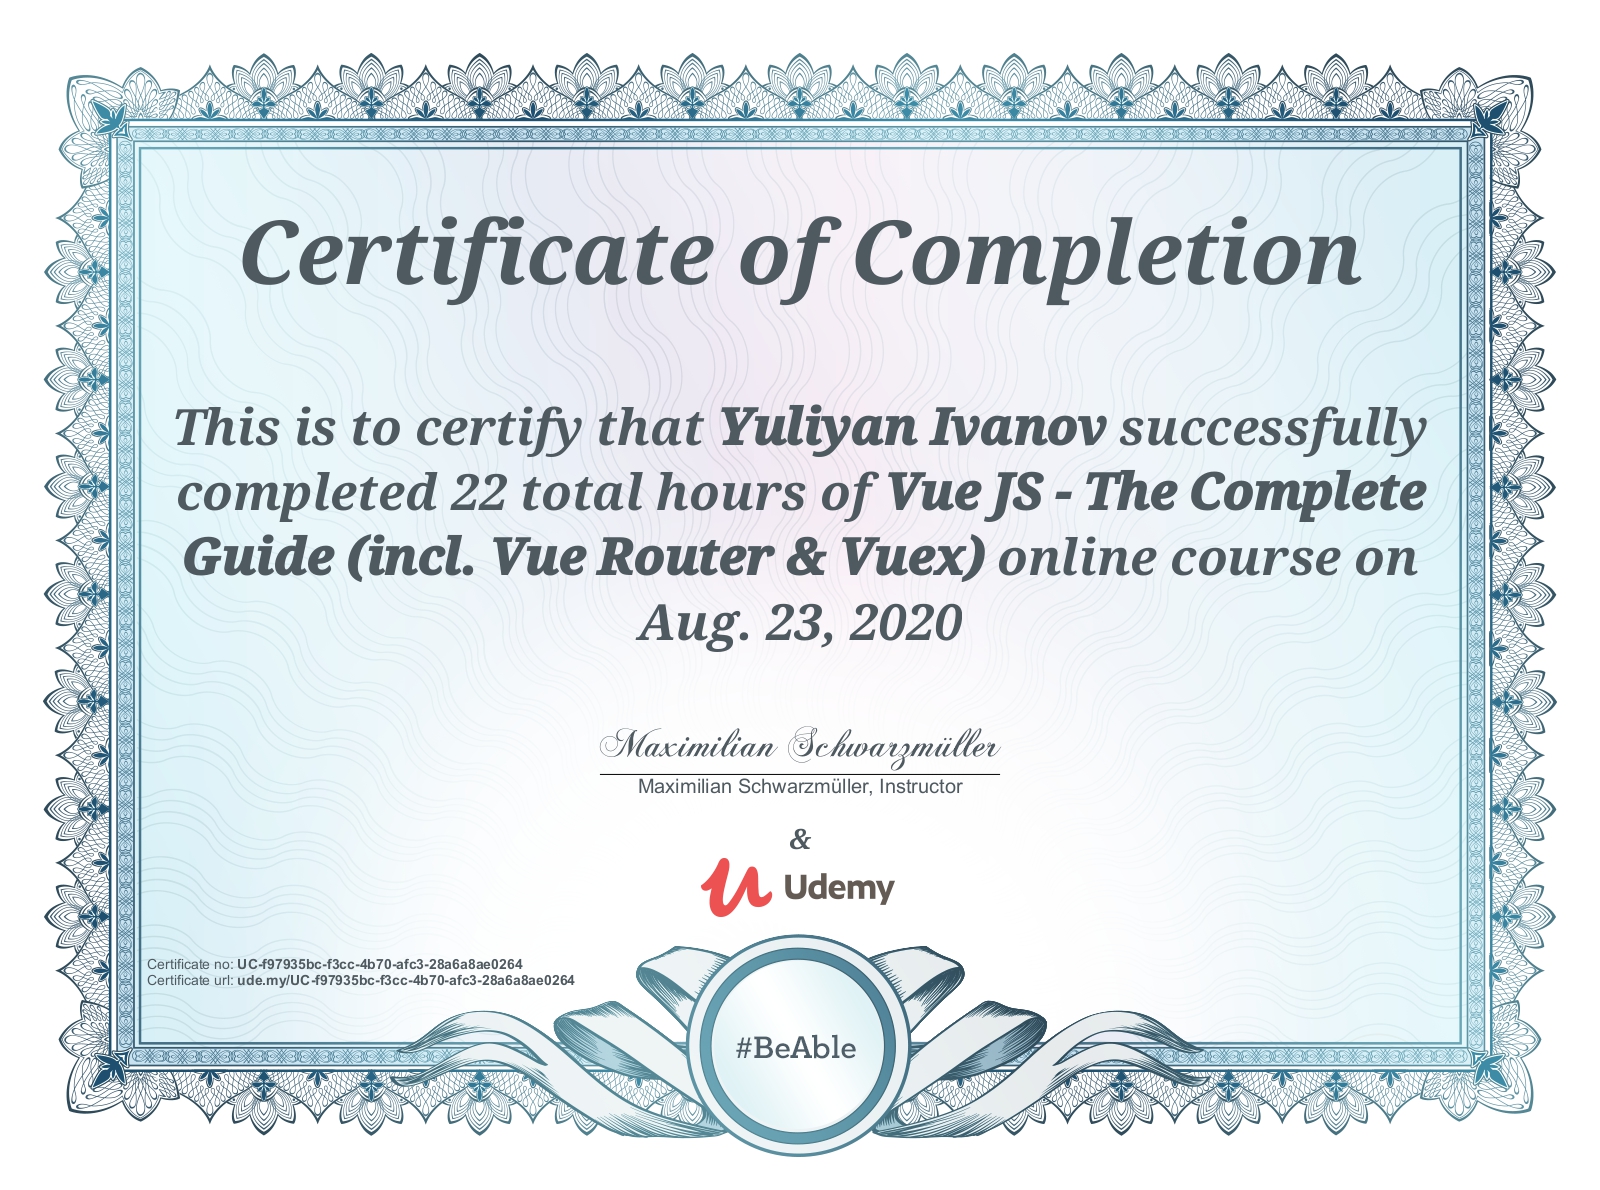 Certificate of Completion
This is to certify that Yuliyan Ivanov successfully
completed 22 total hours of Vue JS - The Complete
Guide (incl. Vue Router & Vuex) online course on
Aug. 23, 2020
Maximilian Schwarzmüller
Maximilian Schwarzmüller, Instructor
&
Udemy
Certificate no: UC-f97935bc-f3cc-4b70-afc3-28a6a8ae0264
Certificate url: ude.my/UC-f97935bc-f3cc-4b70-afc3-28a6a8ae0264
#BeAble